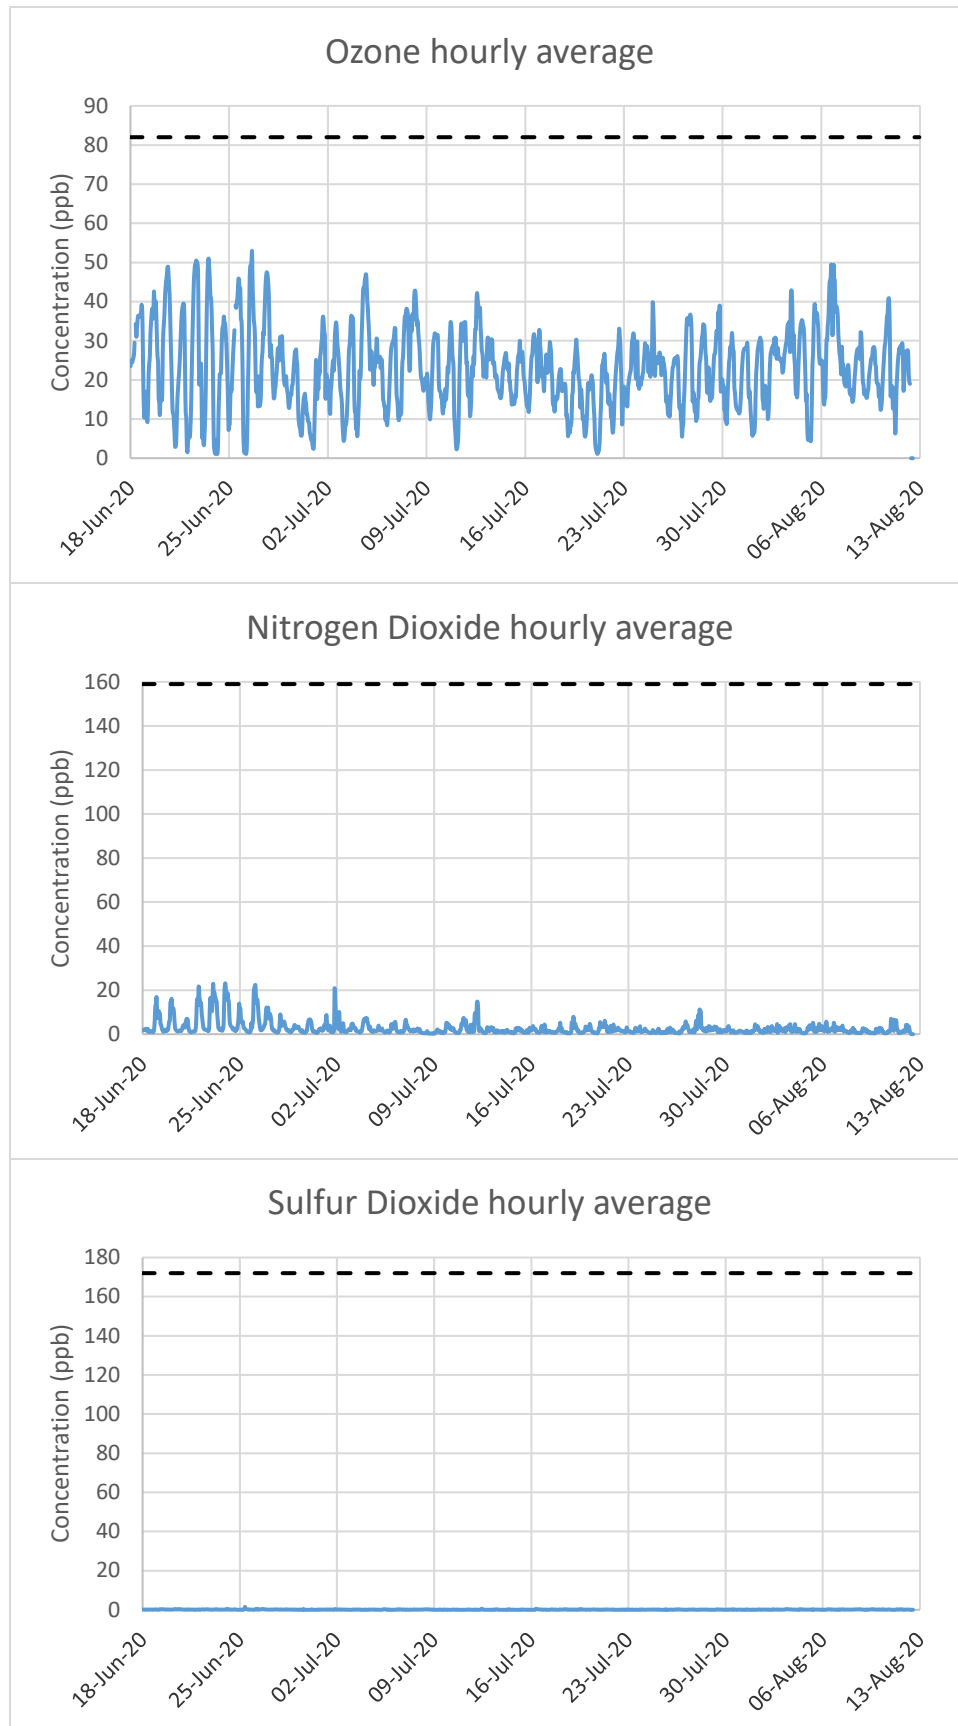 Ozone hourly average
Concentration (ppb)
90
80
70
60
50
40
30
20
10
0
18-Jun-20
25-Jun-20
02-Jul-20
09-Jul-20
16-Jul-20
23-Jul-20
30-Jul-20
06-Aug-20
13-Aug-20
Nitrogen Dioxide hourly average
Concentration (ppb)
160
140
120
100
80
60
40
20
0
18-Jun-20
25-Jun-20
02-Jul-20
09-Jul-20
16-Jul-20
23-Jul-20
30-Jul-20
06-Aug-20
13-Aug-20
Sulfur Dioxide hourly average
Concentration (ppb)
180
160
140
120
100
80
60
40
20
0
18-Jun-20
25-Jun-20
02-Jul-20
09-Jul-20
16-Jul-20
23-Jul-20
30-Jul-20
06-Aug-20
13-Aug-20